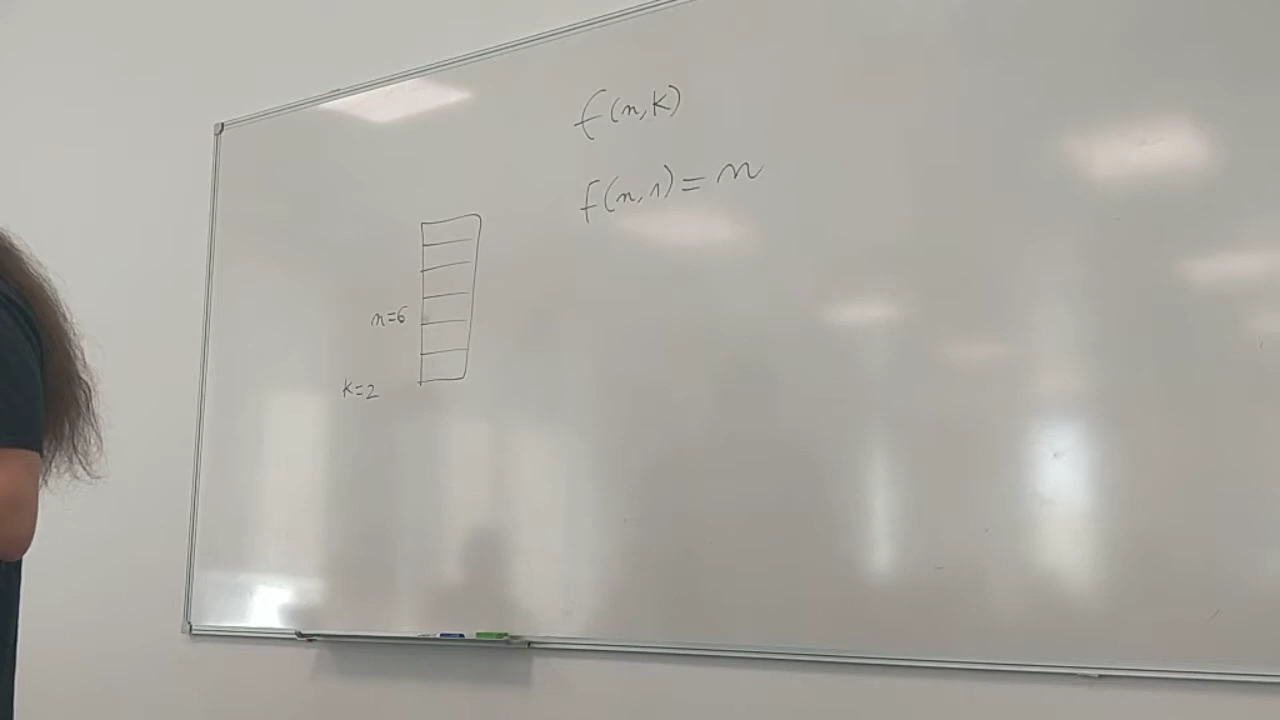 f(n,k)
f(n,1)=n
n=6
k=2